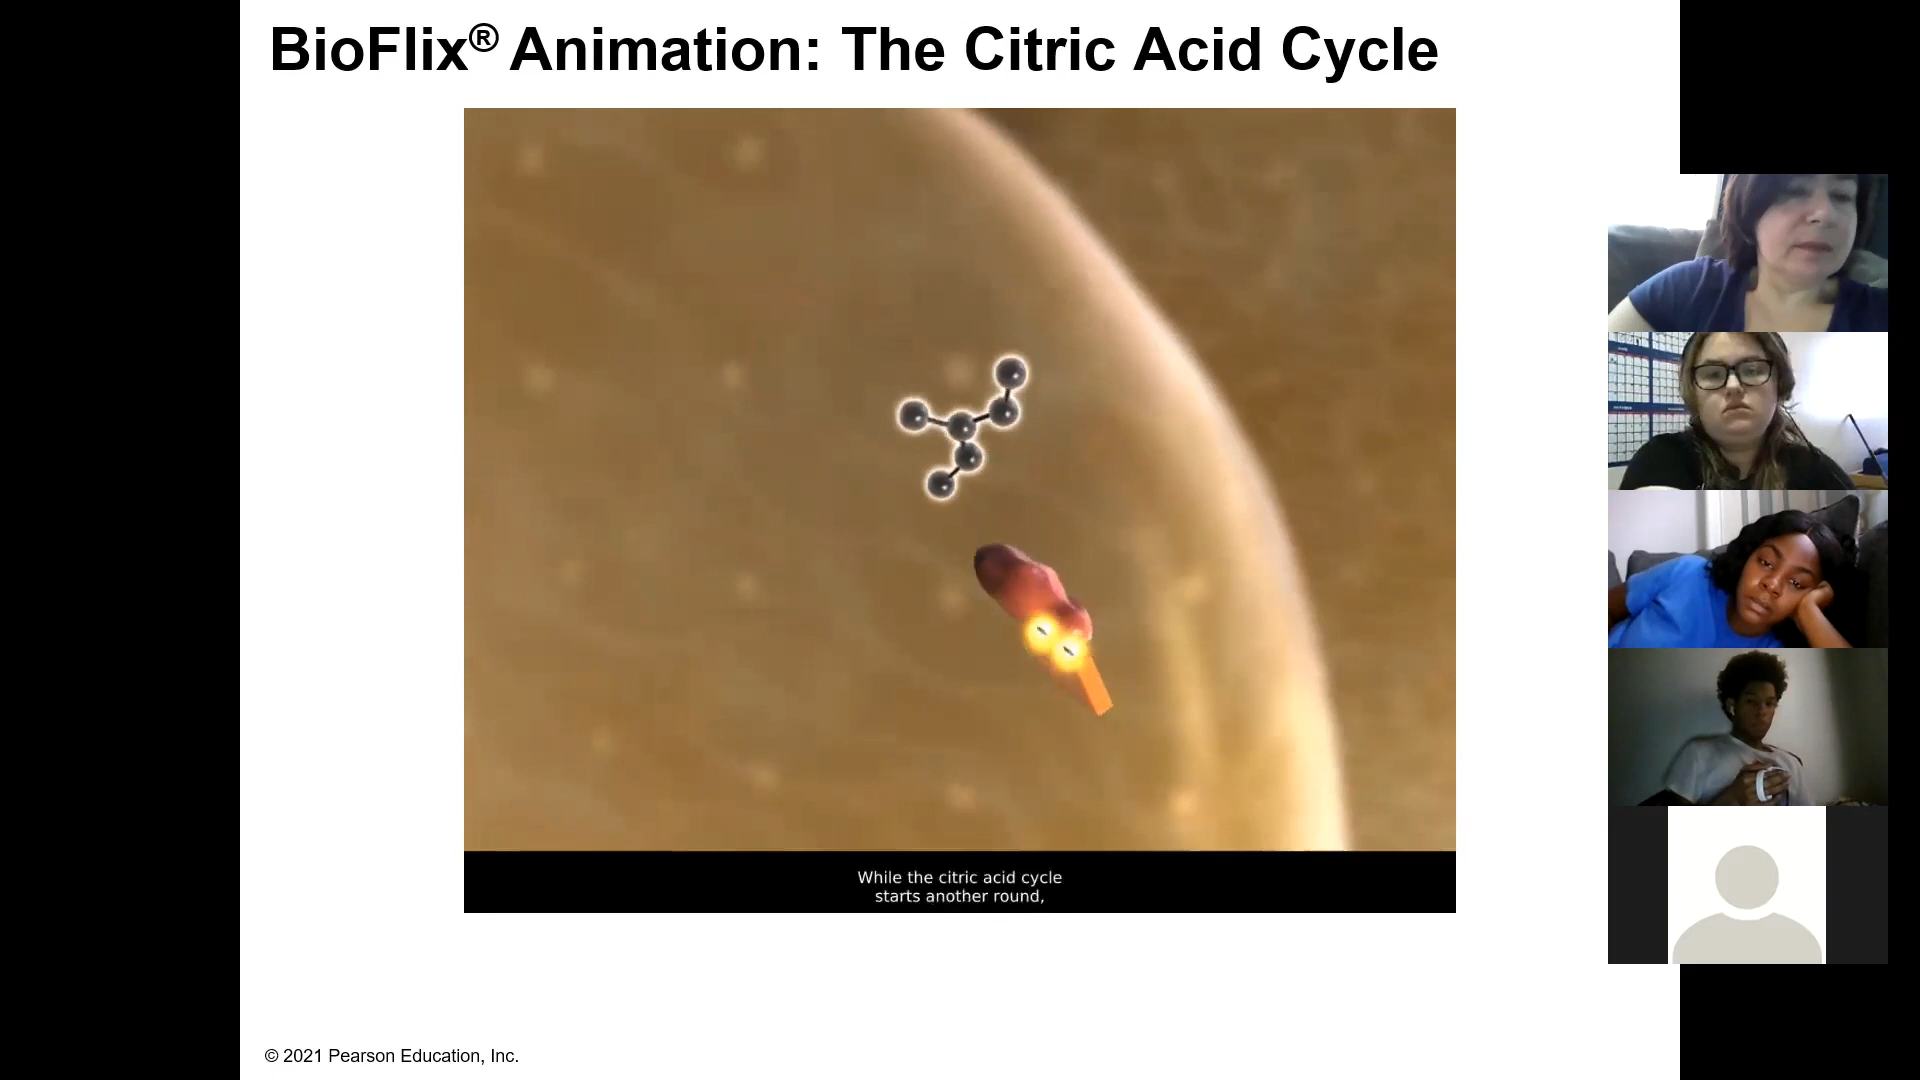 BioFlix® Animation: The Citric Acid Cycle
While the citric acid cycle
starts another round,
© 2021 Pearson Education, Inc.